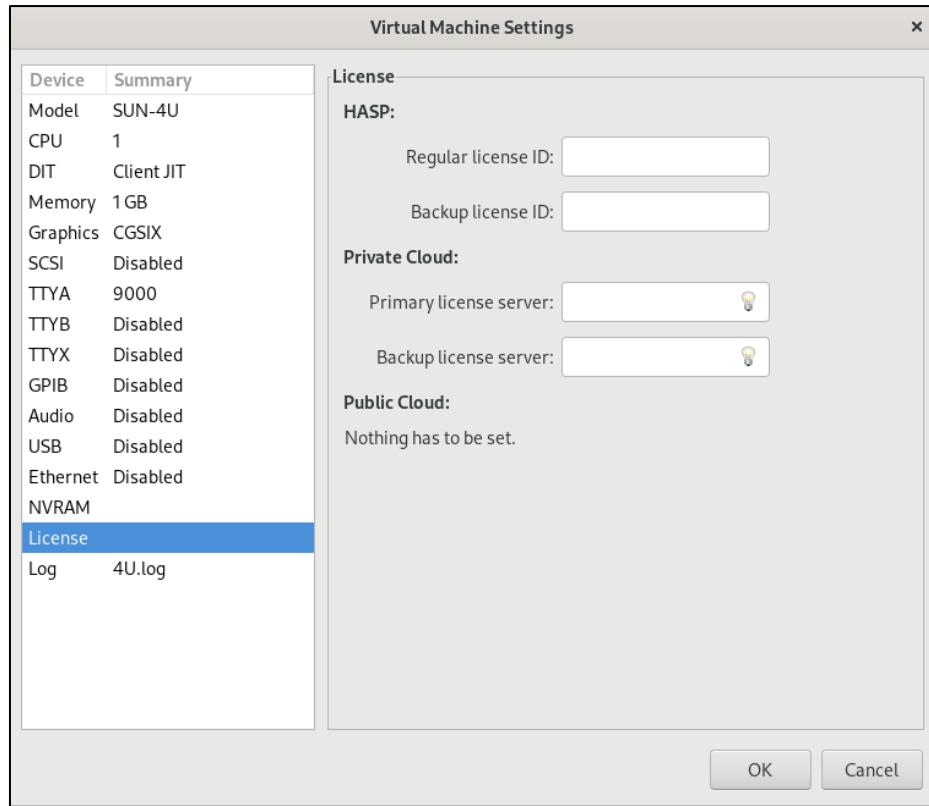 Virtual Machine Settings ×
Device Summary
Model SUN-4U
CPU 1
DIT Client JIT
Memory 1 GB
Graphics CGSIX
SCSI Disabled
TTYA 9000
TTYB Disabled
TTYX Disabled
GPIB Disabled
Audio Disabled
USB Disabled
Ethernet Disabled
NVRAM
License
Log 4U.log
License
HASP:
Regular license ID:
Backup license ID:
Private Cloud:
Primary license server:
Backup license server:
Public Cloud:
Nothing has to be set.
OK Cancel